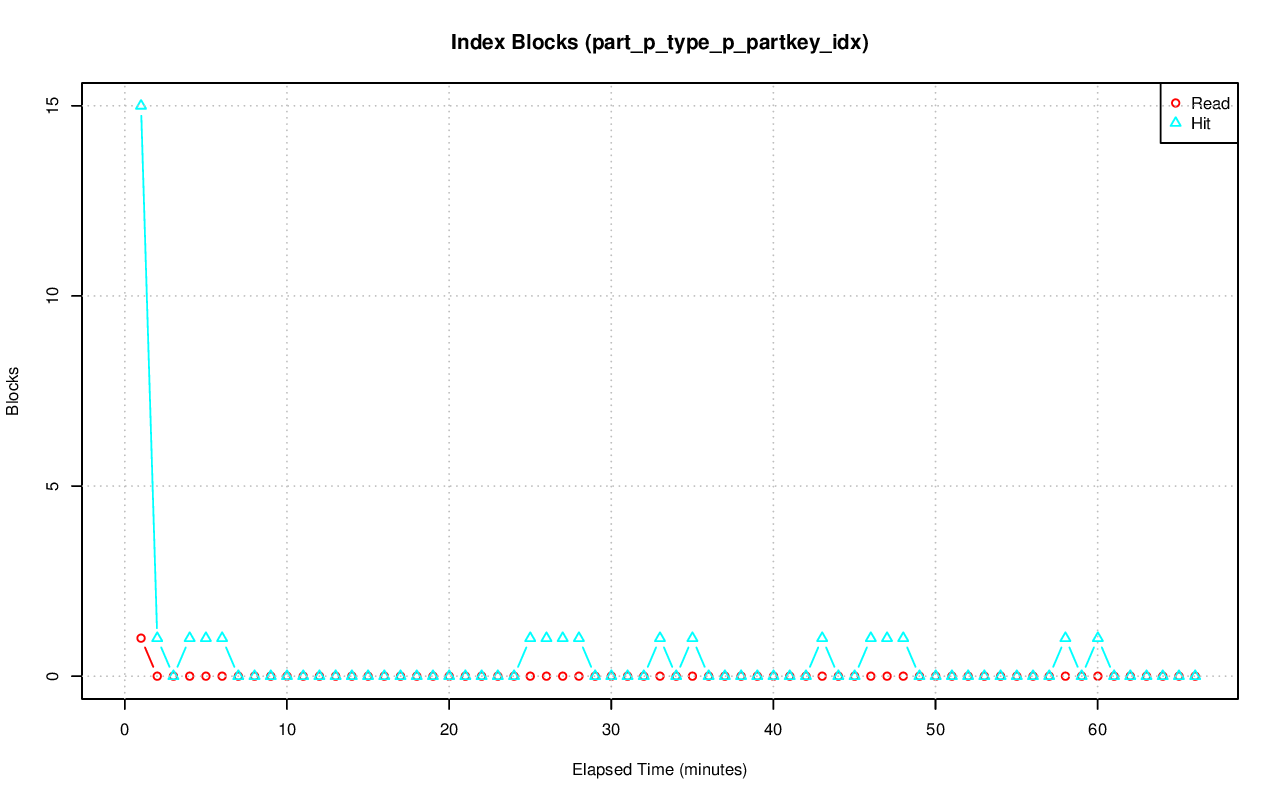 Index Blocks (part_p_type_p_partkey_idx)
Read
Hit
15
10
5
0
Blocks
0 10 20 30 40 50 60
Elapsed Time (minutes)